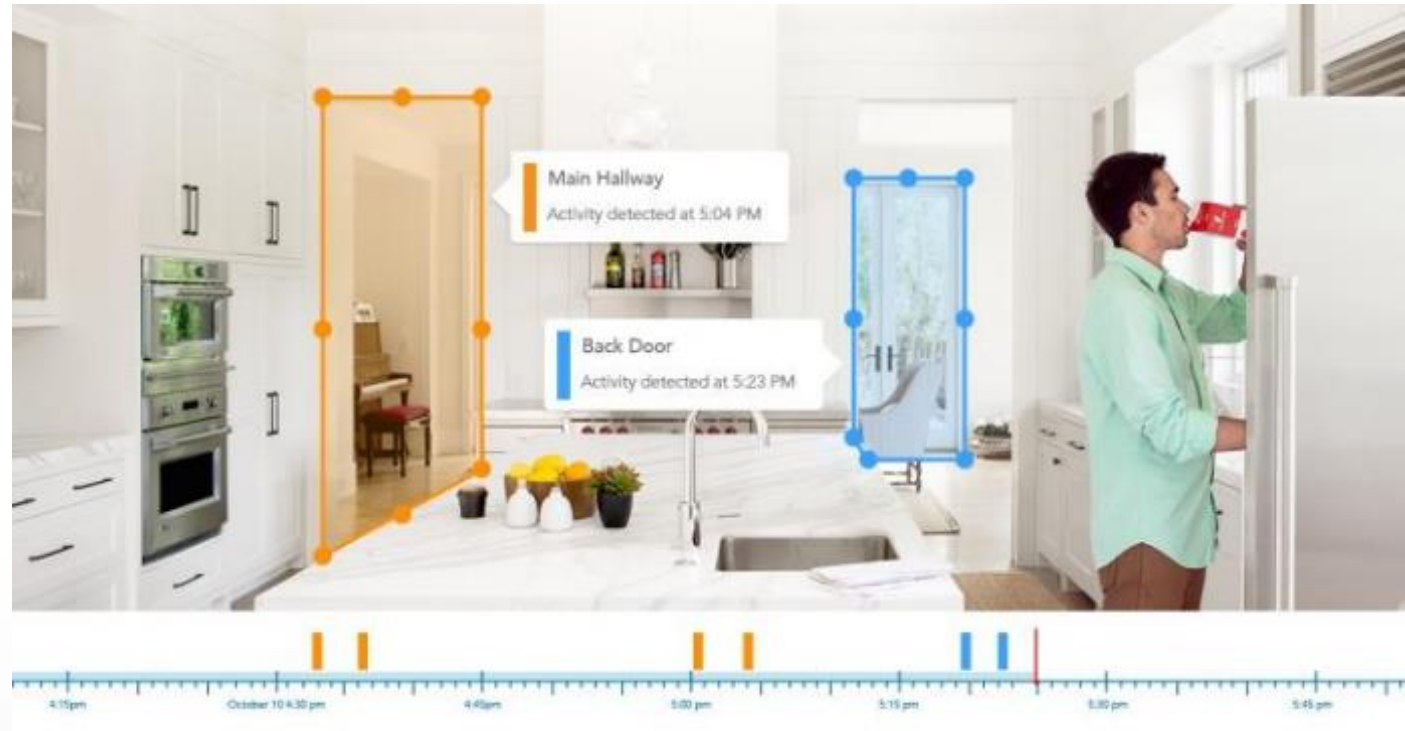 Main Hallway
Activity detected at 5:04 PM
Back Door
Activity detected at 5:23 PM
4:15pm
October 10 4:30 pm
4:45pm
5:00 pm
5:15 pm
5:30 pm
5:45 pm